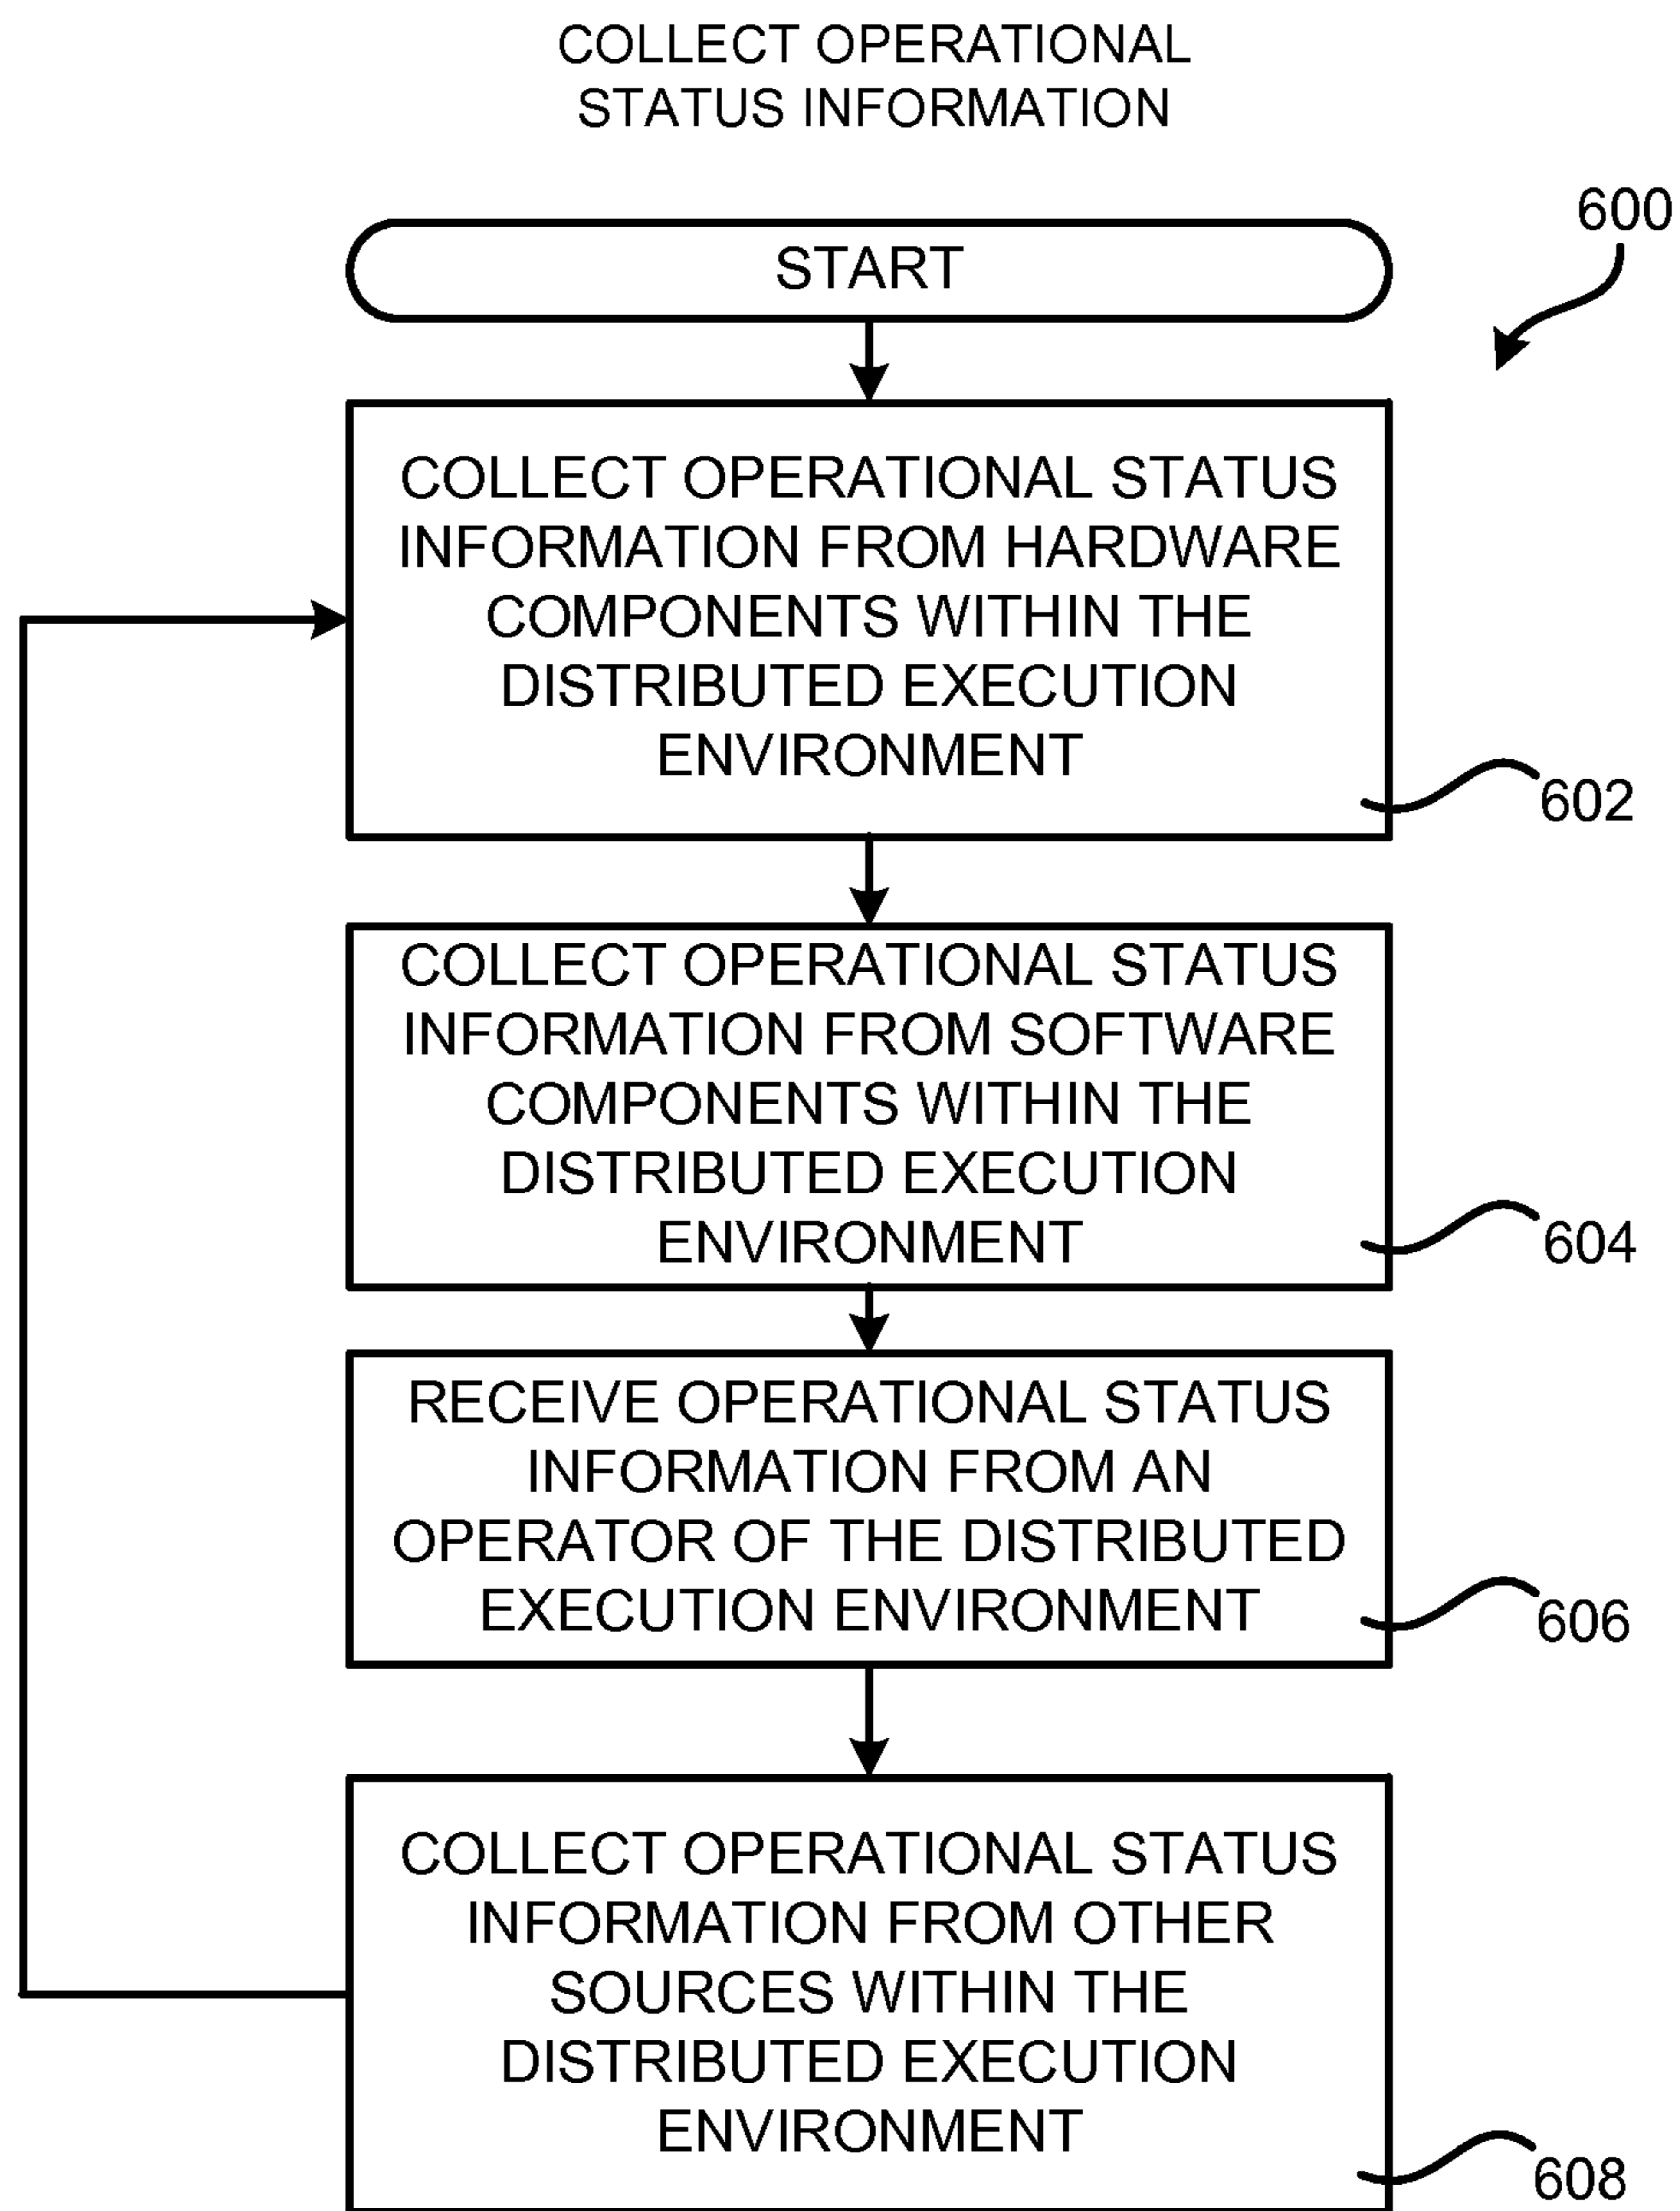 COLLECT OPERATIONAL
STATUS INFORMATION
600
START
COLLECT OPERATIONAL STATUS
INFORMATION FROM HARDWARE
COMPONENTS WITHIN THE
DISTRIBUTED EXECUTION
ENVIRONMENT
602
COLLECT OPERATIONAL STATUS
INFORMATION FROM SOFTWARE
COMPONENTS WITHIN THE
DISTRIBUTED EXECUTION
ENVIRONMENT
604
RECEIVE OPERATIONAL STATUS
INFORMATION FROM AN
OPERATOR OF THE DISTRIBUTED
EXECUTION ENVIRONMENT
606
COLLECT OPERATIONAL STATUS
INFORMATION FROM OTHER
SOURCES WITHIN THE
DISTRIBUTED EXECUTION
ENVIRONMENT
608